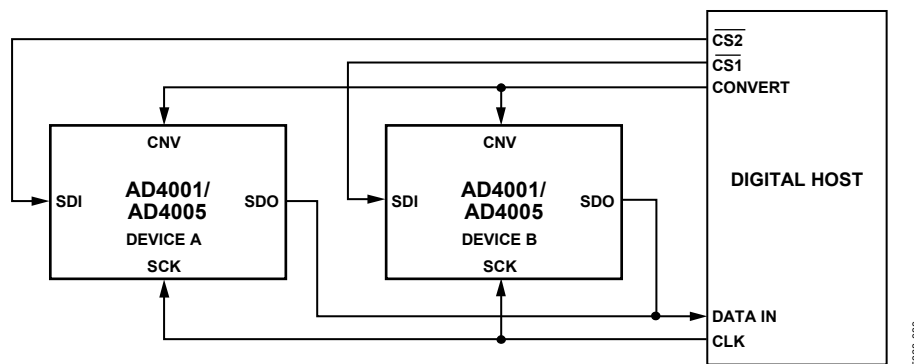 CS2
CS1
CONVERT
CNV
CNV
DIGITAL HOST
AD4001/
AD4005
AD4001/
AD4005
SDI
SDO
SDI
SDO
DEVICE A
DEVICE B
SCK
SCK
DATA IN
CLK